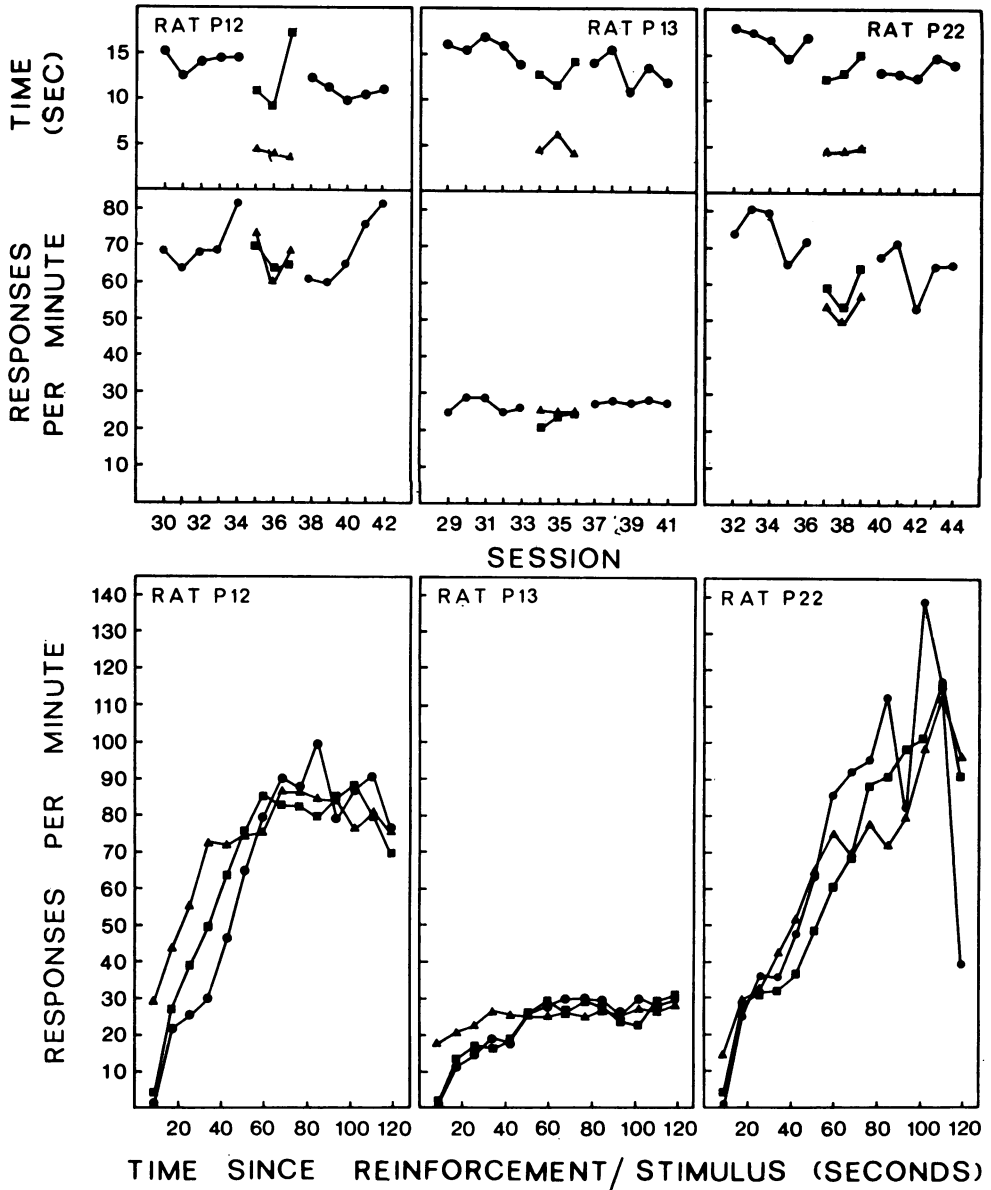 RAT P12
RAT P13
RAT P22
TIME
(SEC)
15
10
5
RESPONSES
PER MINUTE
80
70
60
50
40
30
20
10
30 32 34 36 38 40 42
29 31 33 35 37 39 41
32 34 36 38 40 42 44
SESSION
RAT P12
RAT P13
RAT P22
RESPONSES PER MINUTE
140
130
120
110
100
90
80
70
60
50
40
30
20
10
20 40 60 80 100 120
20 40 60 80 100 120
20 40 60 80 100 120
TIME SINCE REINFORCEMENT/STIMULUS (SECONDS)